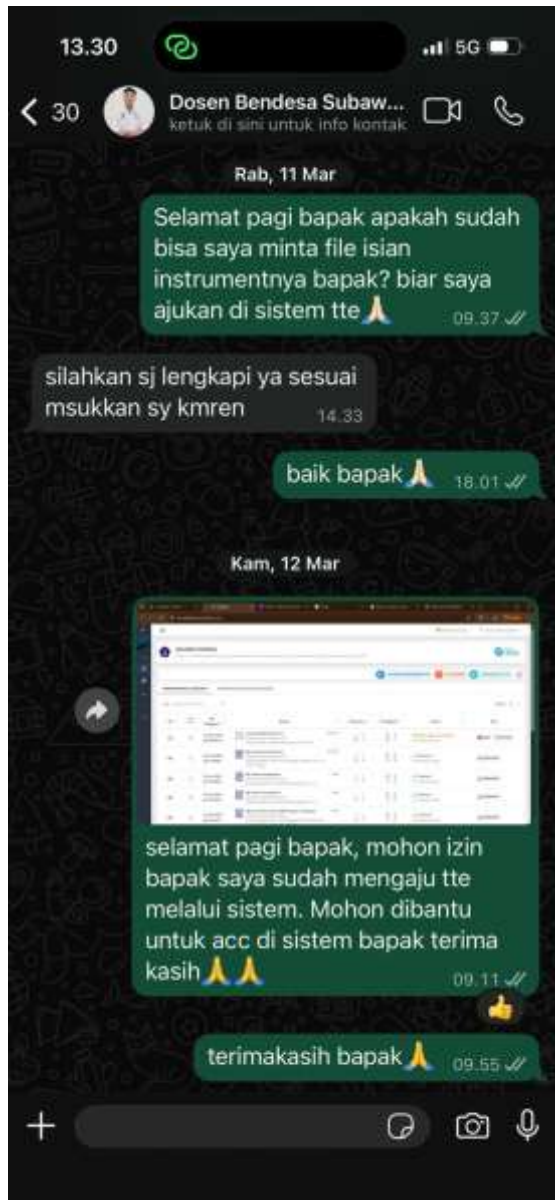 13.30
5G
30
Dosen Bendesa Subaw...
ketuk di sini untuk info kontak
Rab, 11 Mar
Selamat pagi bapak apakah sudah
bisa saya minta file isian
instrumentnya bapak? biar saya
ajukan di sistem tte🙏🏻
09.37
silahkan sj lengkapi ya sesuai
msukkan sy kmren
14.33
baik bapak🙏🏻
18.01
Kam, 12 Mar
selamat pagi bapak, mohon izin
bapak saya sudah mengaju tte
melalui sistem. Mohon dibantu
untuk acc di sistem bapak terima
kasih🙏🙏
09.11
👍
terimakasih bapak🙏
09.55